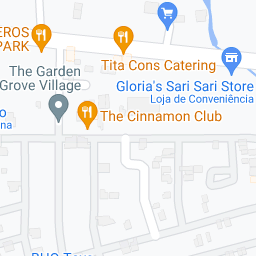 EROS
PARK
Tita Cons Catering
The Garden
Grove Village
Gloria's Sari Sari Store
Loja de Conveniência
The Cinnamon Club